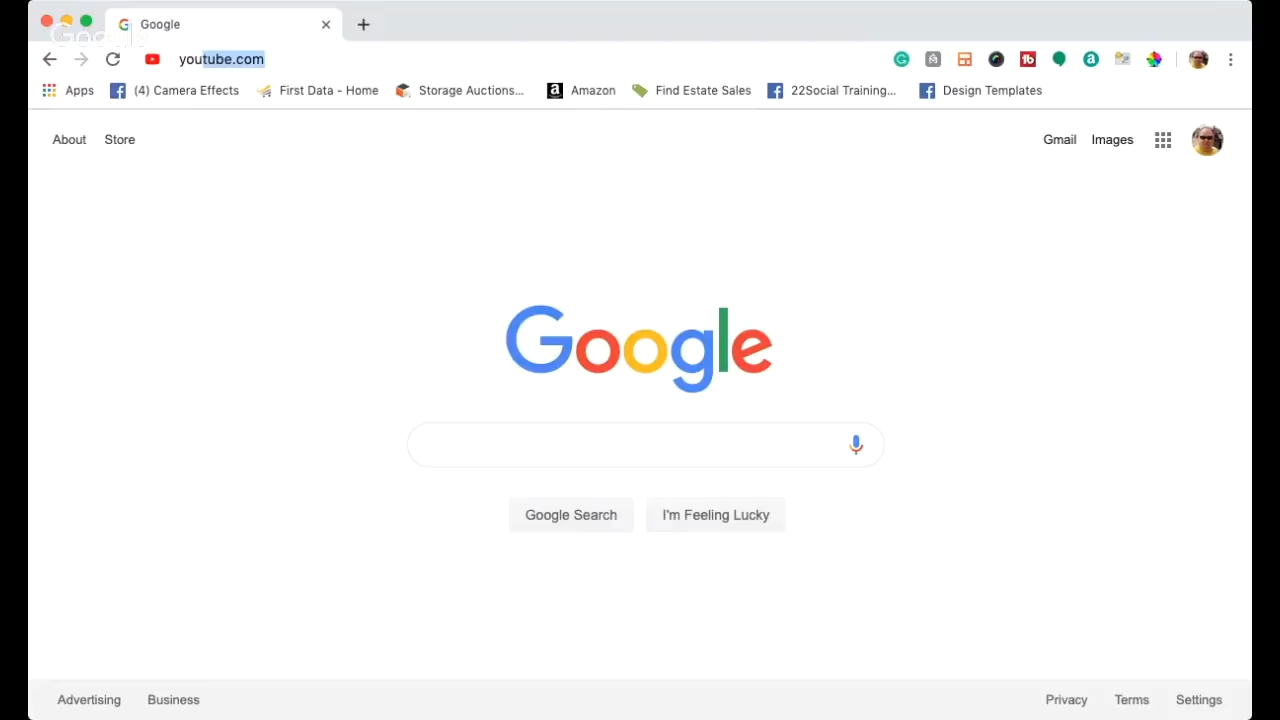 Google
youtube.com
Apps (4) Camera Effects First Data - Home Storage Auctions... Amazon Find Estate Sales 22Social Training... Design Templates
About Store Gmail Images
Google
Google Search I'm Feeling Lucky
Advertising Business Privacy Terms Settings